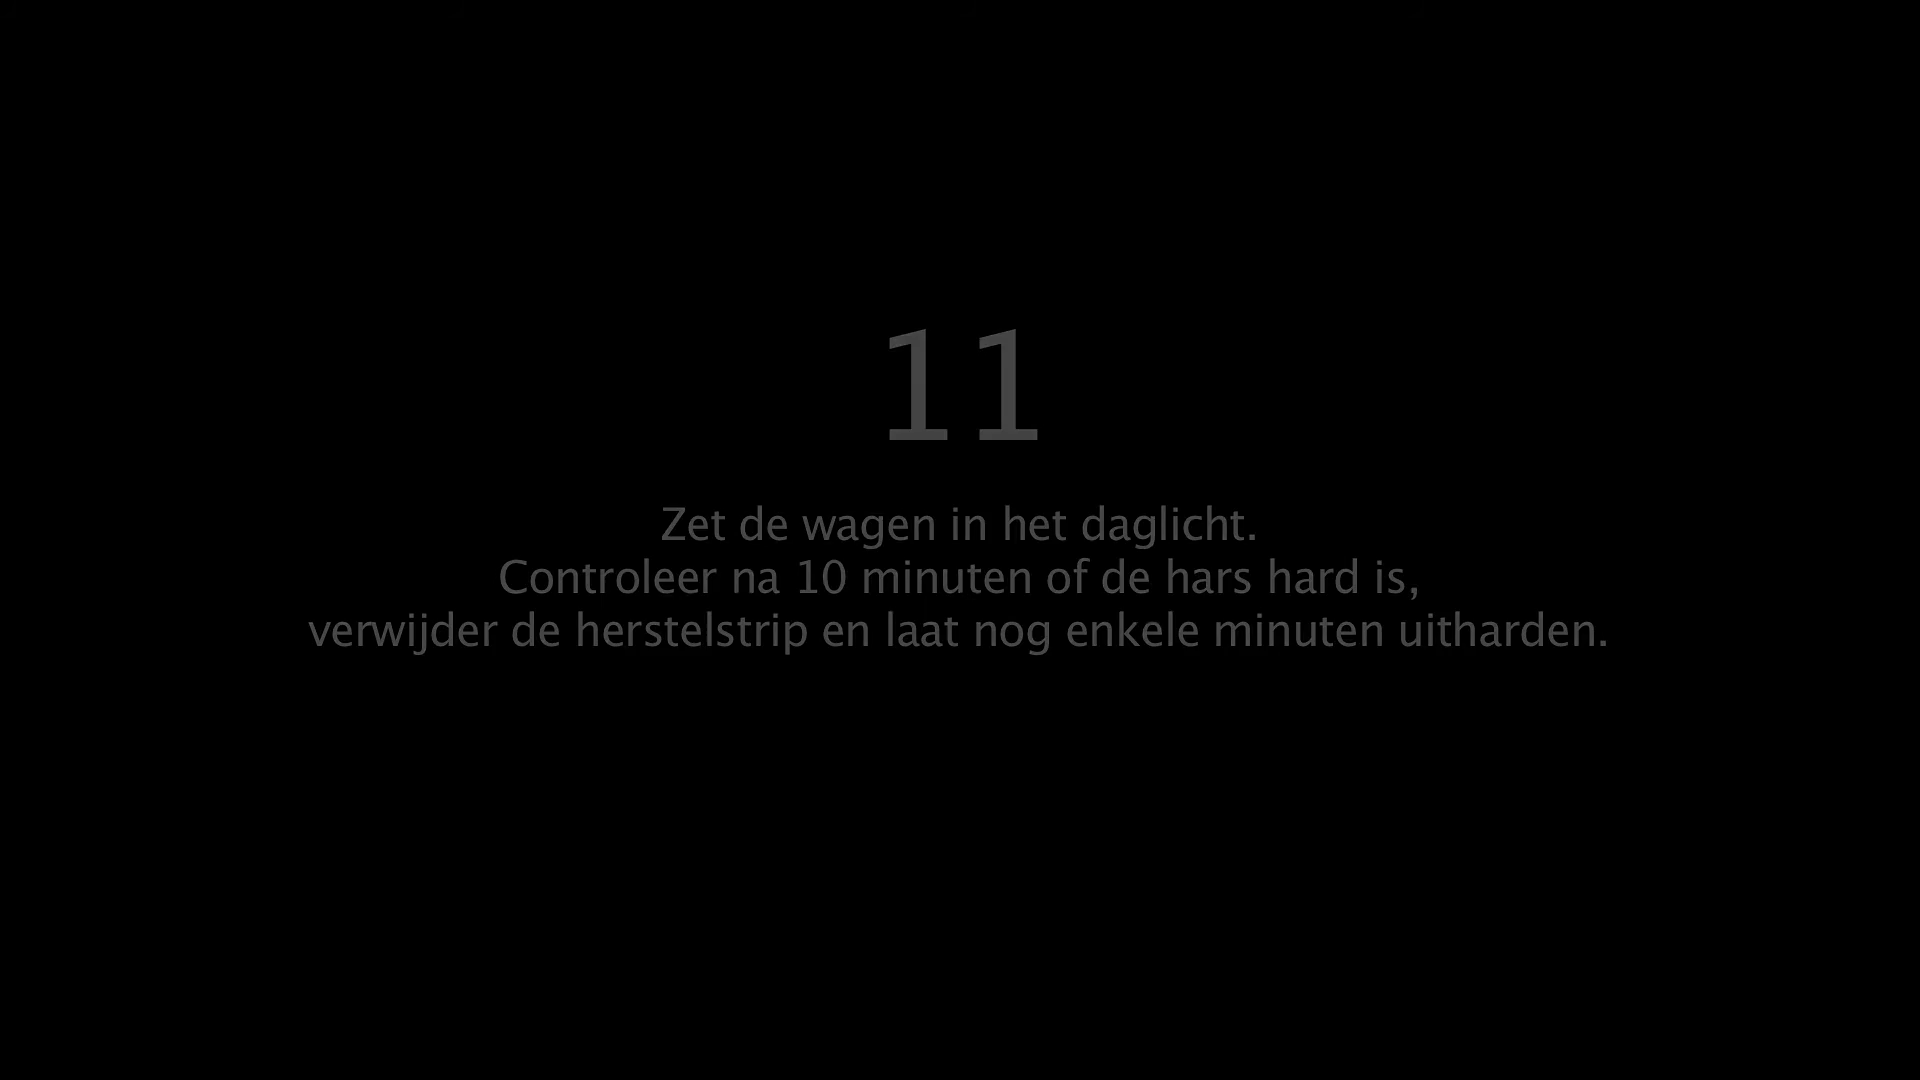 11
Zet de wagen in het daglicht.
Controleer na 10 minuten of de hars hard is,
verwijder de herstelstrip en laat nog enkele minuten uitharden.